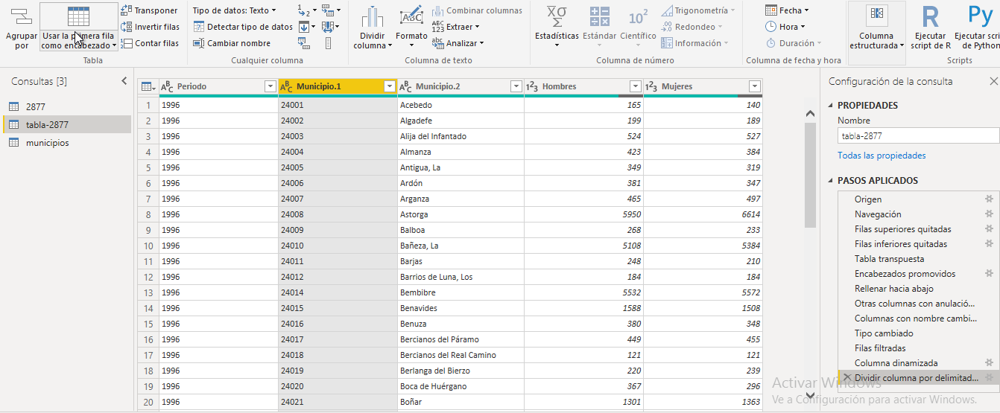 Agrupar por
Usar la primera fila como encabezado
Transponer
Invertir filas
Contar filas
Tabla
Tipo de datos: Texto
Detectar tipo de datos
Cambiar nombre
Cualquier columna
Dividir columna
Formato
Combinar columnas
Extraer
Analizar
Columna de texto
Estadísticas
Estándar
Científico
Trigonometría
Redondeo
Información
Columna de número
Fecha
Hora
Duración
Columna de fecha y hora
Columna estructurada
R
Ejecutar script de R
Py
Ejecutar scri de Python
Scripts
Consultas [3]
2877
tabla-2877
municipios
Periodo Municipio.1 Municipio.2 Hombres Mujeres
1 1996 24001 Acebedo 165 140
2 1996 24002 Algadefe 199 189
3 1996 24003 Alija del Infantado 524 527
4 1996 24004 Almanza 423 384
5 1996 24005 Antigua, La 349 319
6 1996 24006 Ardón 381 347
7 1996 24007 Arganza 465 497
8 1996 24008 Astorga 5950 6614
9 1996 24009 Balboa 268 233
10 1996 24010 Bañeza, La 5108 5384
11 1996 24011 Barjas 248 210
12 1996 24012 Barrios de Luna, Los 184 184
13 1996 24014 Bembibre 5532 5572
14 1996 24015 Benavides 1588 1508
15 1996 24016 Benuza 380 348
16 1996 24017 Bercianos del Páramo 449 455
17 1996 24018 Bercianos del Real Camino 121 121
18 1996 24019 Berlanga del Bierzo 220 239
19 1996 24020 Boca de Huérgano 367 296
20 1996 24021 Boñar 1301 1363
Configuración de la consulta
PROPIEDADES
Nombre
tabla-2877
Todas las propiedades
PASOS APLICADOS
Origen
Navegación
Filas superiores quitadas
Filas inferiores quitadas
Tabla transpuesta
Encabezados promovidos
Rellenar hacia abajo
Otras columnas con anulació...
Columnas con nombre cambi...
Tipo cambiado
Filas filtradas
Columna dinamizada
Dividir columna por delimitad...
Activar Windows
Ve a Configuración para activar Windows.